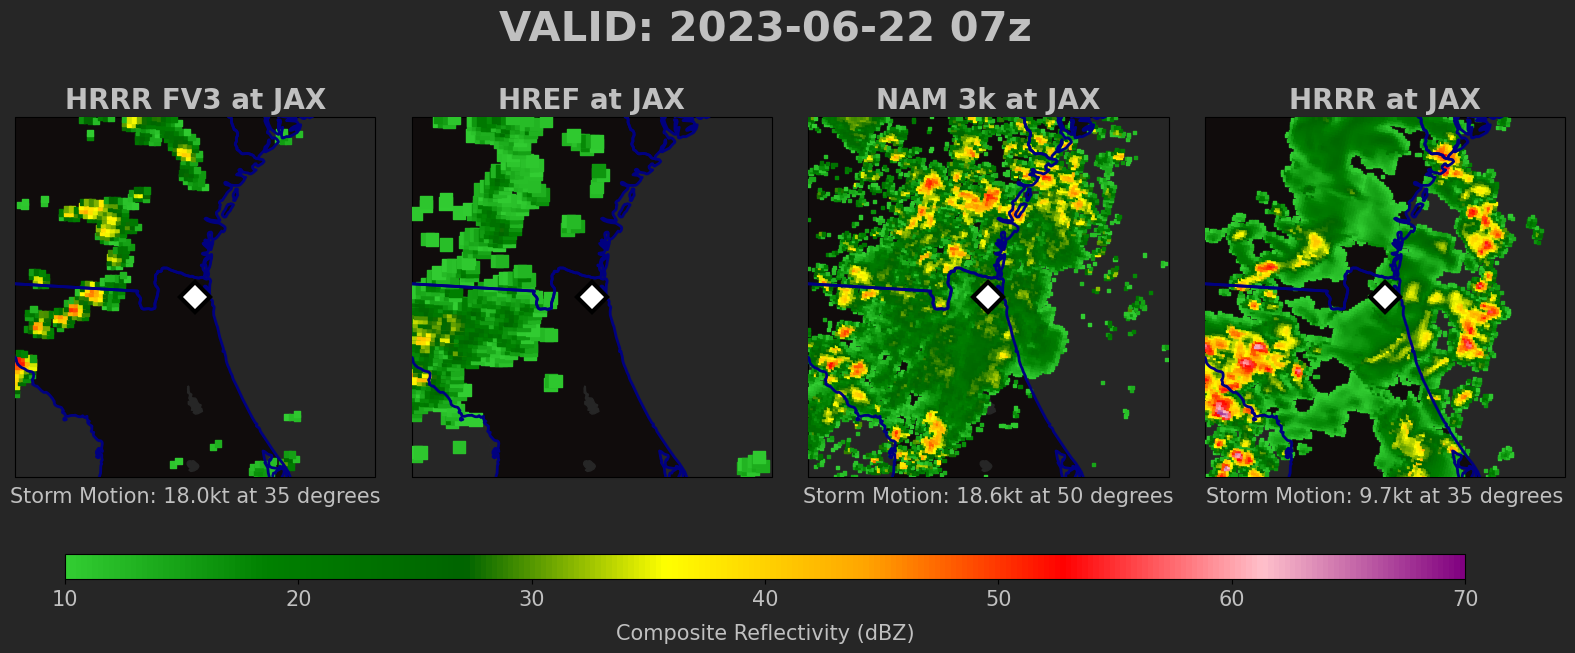 VALID: 2023-06-22 07z
HRRR FV3 at JAX
HREF at JAX
NAM 3k at JAX
HRRR at JAX
Storm Motion: 18.0kt at 35 degrees
Storm Motion: 18.6kt at 50 degrees
Storm Motion: 9.7kt at 35 degrees
10 20 30 40 50 60 70
Composite Reflectivity (dBZ)